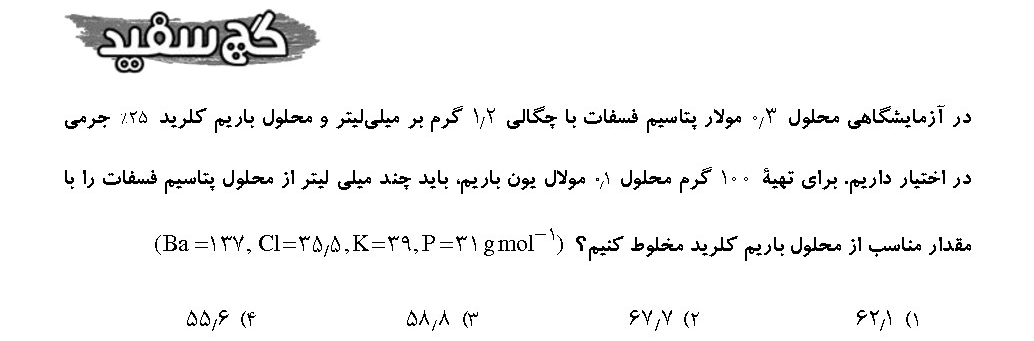 گچ سفید
در آزمایشگاهی محلول ۰٫۳ مولار پتاسیم فسفات با چگالی ۱٫۲ گرم بر میلی‌لیتر و محلول باریم کلرید ۲۵٪ جرمی
در اختیار داریم. برای تهیهٔ ۱۰۰ گرم محلول ۰٫۱ مولال یون باریم، باید چند میلی لیتر از محلول پتاسیم فسفات را با
مقدار مناسب از محلول باریم کلرید مخلوط کنیم؟ (Ba=۱۳۷, Cl=۳۵٫۵, K=۳۹, P=۳۱ g mol⁻¹)
۱) ۶۲٫۱ ۲) ۶۷٫۷ ۳) ۵۸٫۸ ۴) ۵۵٫۶